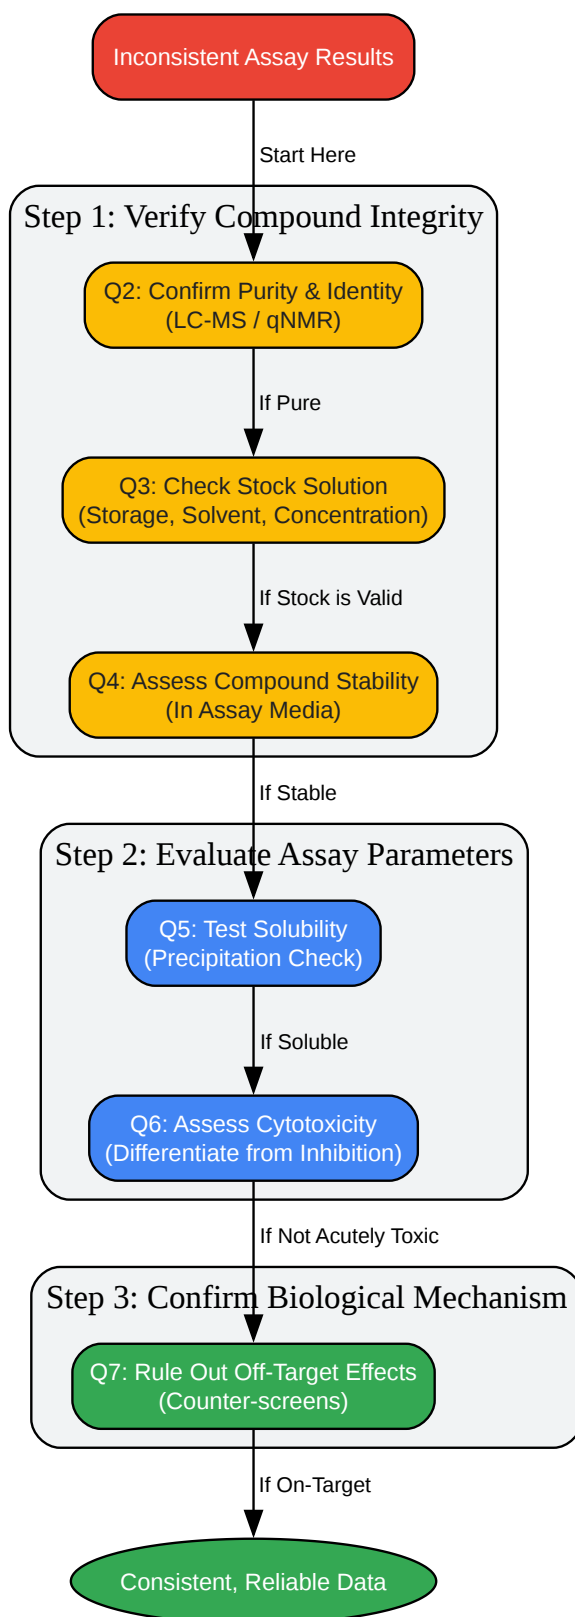 Inconsistent Assay Results
Start Here
Step 1: Verify Compound Integrity
Q2: Confirm Purity & Identity
(LC-MS / qNMR)
If Pure
Q3: Check Stock Solution
(Storage, Solvent, Concentration)
If Stock is Valid
Q4: Assess Compound Stability
(In Assay Media)
If Stable
Step 2: Evaluate Assay Parameters
Q5: Test Solubility
(Precipitation Check)
If Soluble
Q6: Assess Cytotoxicity
(Differentiate from Inhibition)
If Not Acutely Toxic
Step 3: Confirm Biological Mechanism
Q7: Rule Out Off-Target Effects
(Counter-screens)
If On-Target
Consistent, Reliable Data